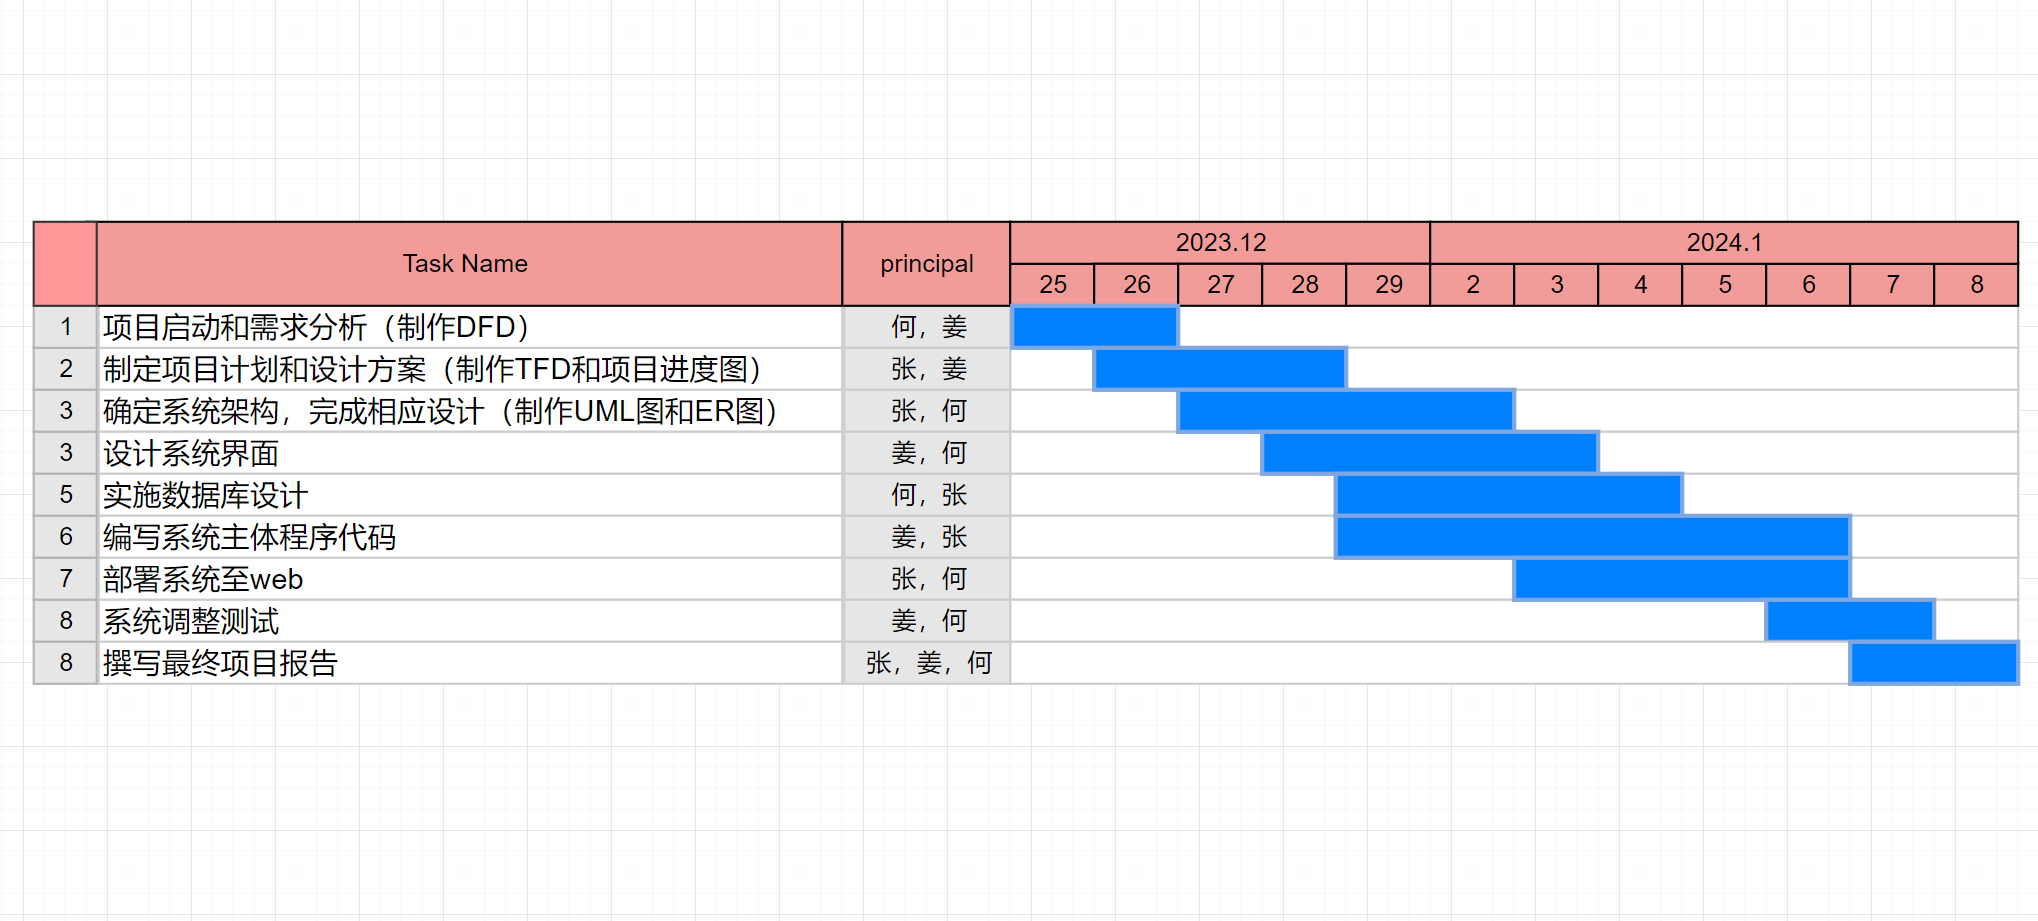 Task Name principal 2023.12 2024.1
25 26 27 28 29 2 3 4 5 6 7 8
1 项目启动和需求分析（制作DFD） 何，姜
2 制定项目计划和设计方案（制作TFD和项目进度图） 张，姜
3 确定系统架构，完成相应设计（制作UML图和ER图） 张，何
3 设计系统界面 姜，何
5 实施数据库设计 何，张
6 编写系统主体程序代码 姜，张
7 部署系统至web 张，何
8 系统调整测试 姜，何
8 撰写最终项目报告 张，姜，何